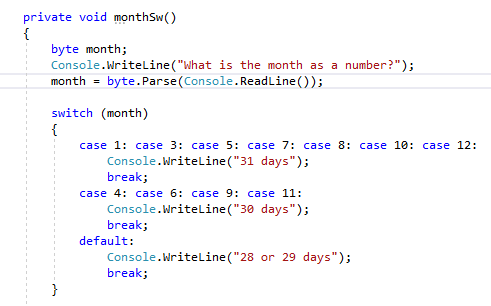 private void monthSw()
{
byte month;
Console.WriteLine("What is the month as a number?");
month = byte.Parse(Console.ReadLine());
switch (month)
{
case 1: case 3: case 5: case 7: case 8: case 10: case 12:
Console.WriteLine("31 days");
break;
case 4: case 6: case 9: case 11:
Console.WriteLine("30 days");
break;
default:
Console.WriteLine("28 or 29 days");
break;
}